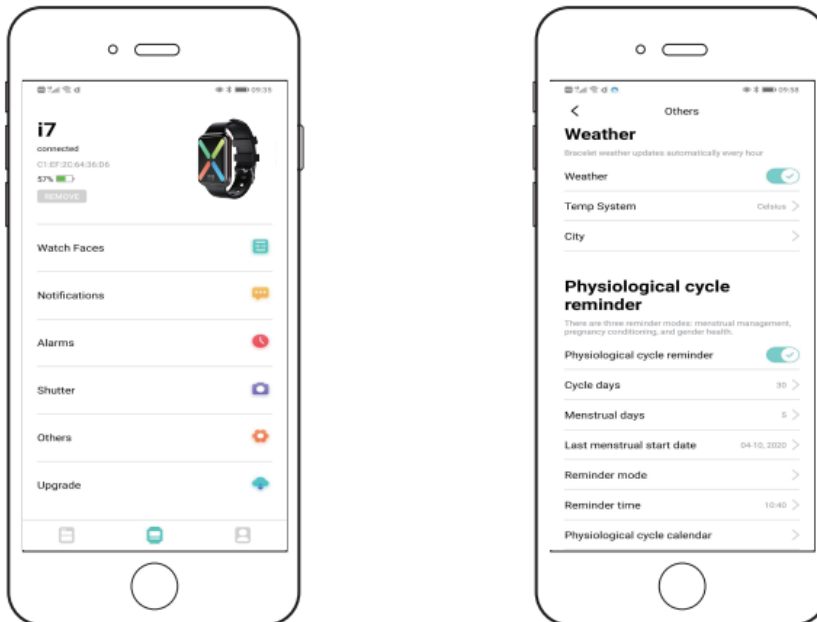 09:35
i7
connected
C1:EF:2C:64:36:D6
57%
REMOVE
Watch Faces
Notifications
Alarms
Shutter
Others
Upgrade
09:58
Others
Weather
Bracelet weather updates automatically every hour
Weather
Temp System Celsius
City
Physiological cycle
reminder
There are three reminder modes: menstrual management,
pregnancy conditioning, and gender health.
Physiological cycle reminder
Cycle days 30
Menstrual days 5
Last menstrual start date 04-10, 2020
Reminder mode
Reminder time 10:40
Physiological cycle calendar